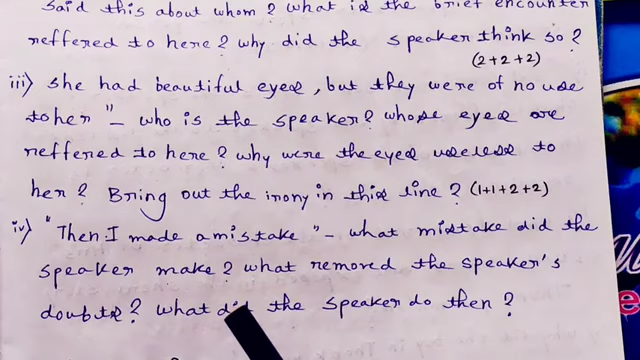 said this about whom? what is the brief encounter
reffered to here? why did the speaker think so?
(2+2+2)
iii) she had beautiful eyes, but they were of no use
to her" - who is the speaker? whose eyes are
reffered to here? why were the eyes useless to
her? Bring out the irony in this line? (1+1+2+2)
iv) "Then I made a mistake" - what mistake did the
speaker make? what removed the speaker's
doubts? what did the speaker do then?